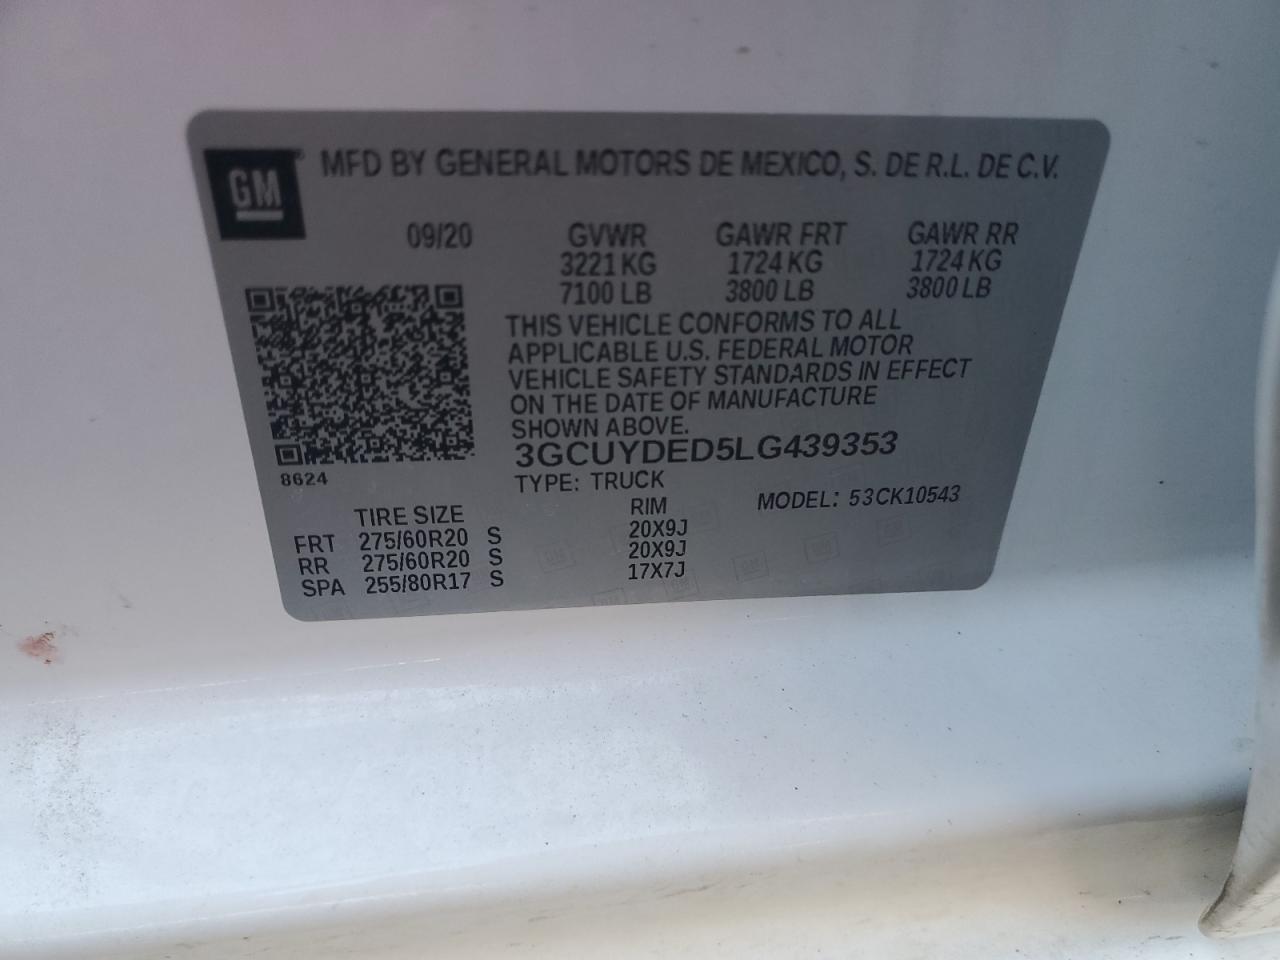 GM
MFD BY GENERAL MOTORS DE MEXICO, S. DE R.L. DE C.V.
09/20 GVWR GAWR FRT GAWR RR
3221 KG 1724 KG 1724 KG
7100 LB 3800 LB 3800 LB
THIS VEHICLE CONFORMS TO ALL
APPLICABLE U.S. FEDERAL MOTOR
VEHICLE SAFETY STANDARDS IN EFFECT
ON THE DATE OF MANUFACTURE
SHOWN ABOVE.
3GCUYDED5LG439353
8624
TYPE: TRUCK
MODEL: 53CK10543
TIRE SIZE RIM
FRT 275/60R20 S 20X9J
RR 275/60R20 S 20X9J
SPA 255/80R17 S 17X7J